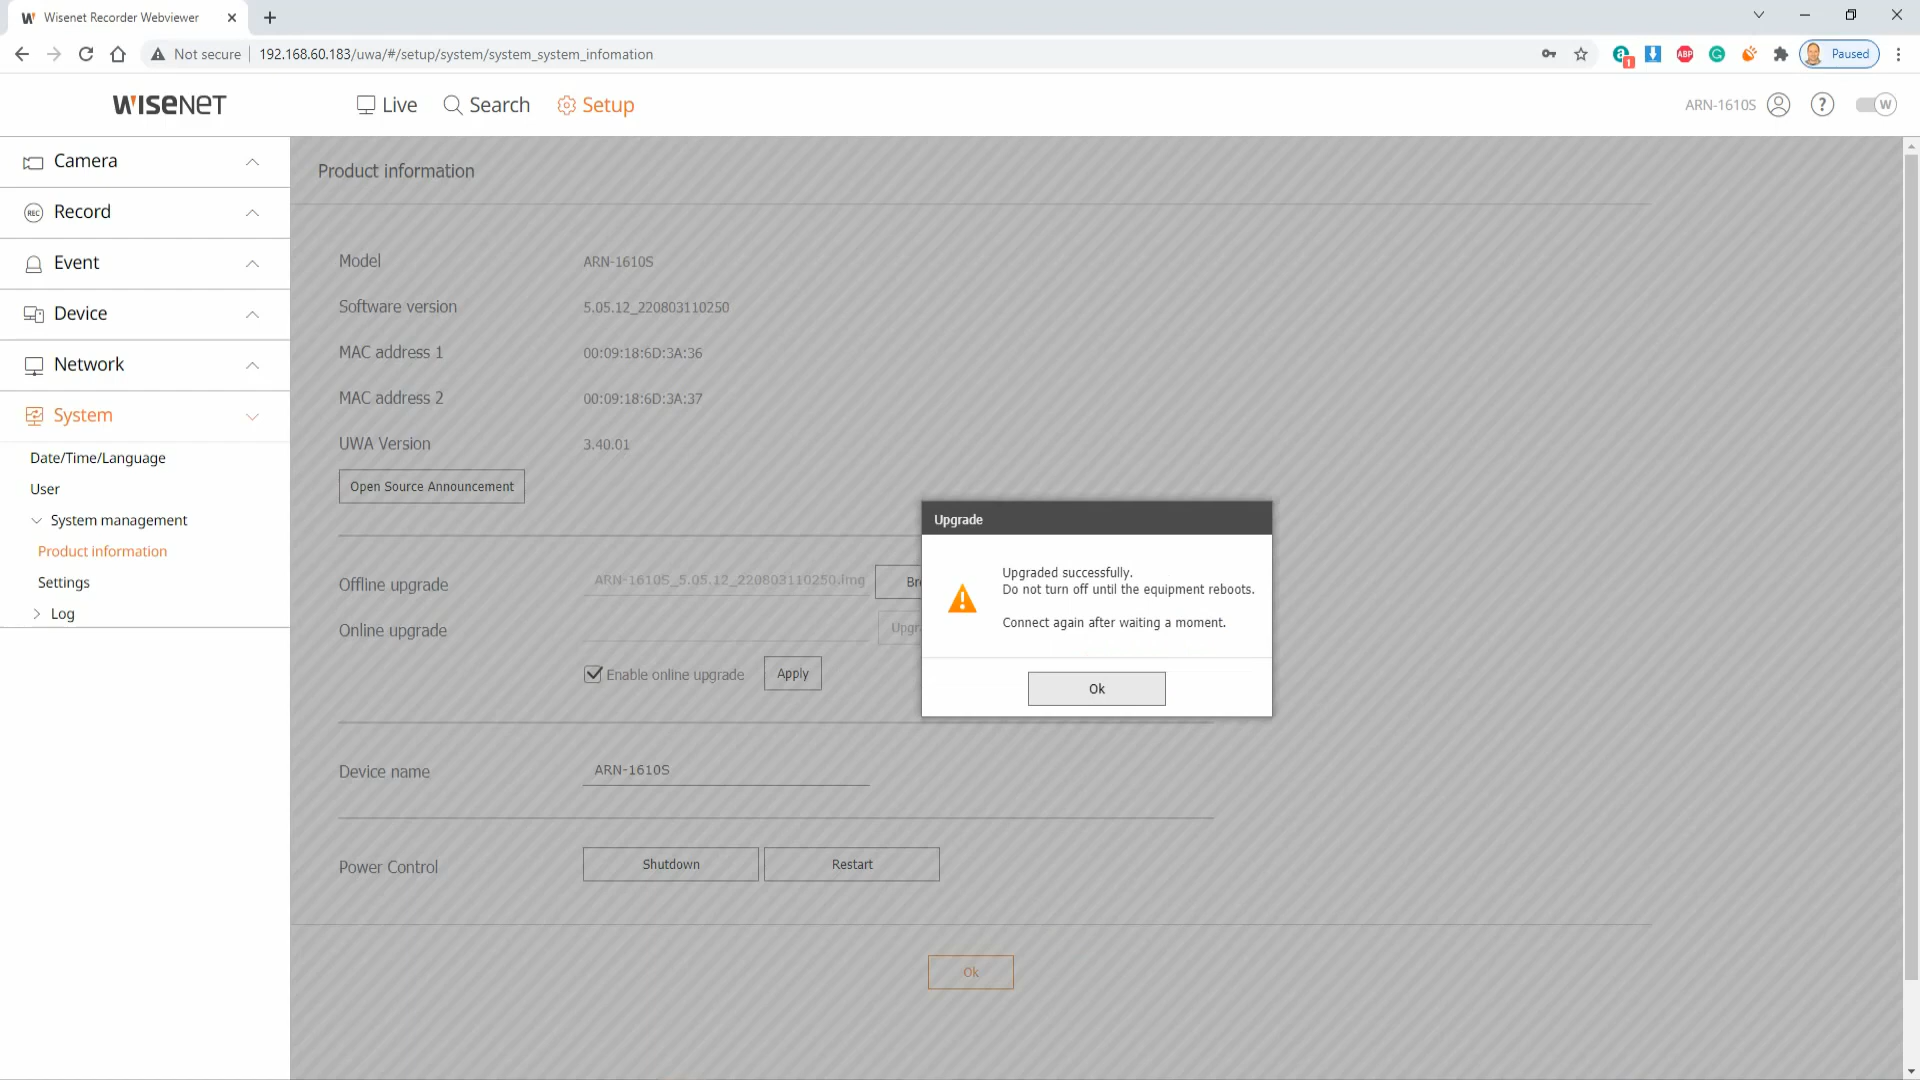 Wisenet Recorder Webviewer
Not secure
192.168.60.183/uwa/#/setup/system/system_system_infomation
1
ABP
Paused
WISENET
Live
Search
Setup
ARN-1610S
?
W
Camera
REC
Record
Event
Device
Network
System
Date/Time/Language
User
System management
Product information
Settings
Log
Product information
Model
ARN-1610S
Software version
5.05.12_220803110250
MAC address 1
00:09:18:6D:3A:36
MAC address 2
00:09:18:6D:3A:37
UWA Version
3.40.01
Open Source Announcement
Offline upgrade
ARN-1610S_5.05.12_220803110250.img
Online upgrade
Enable online upgrade
Apply
Upgrade
Upgraded successfully.
Do not turn off until the equipment reboots.
Connect again after waiting a moment.
Ok
Device name
ARN-1610S
Power Control
Shutdown
Restart
Ok